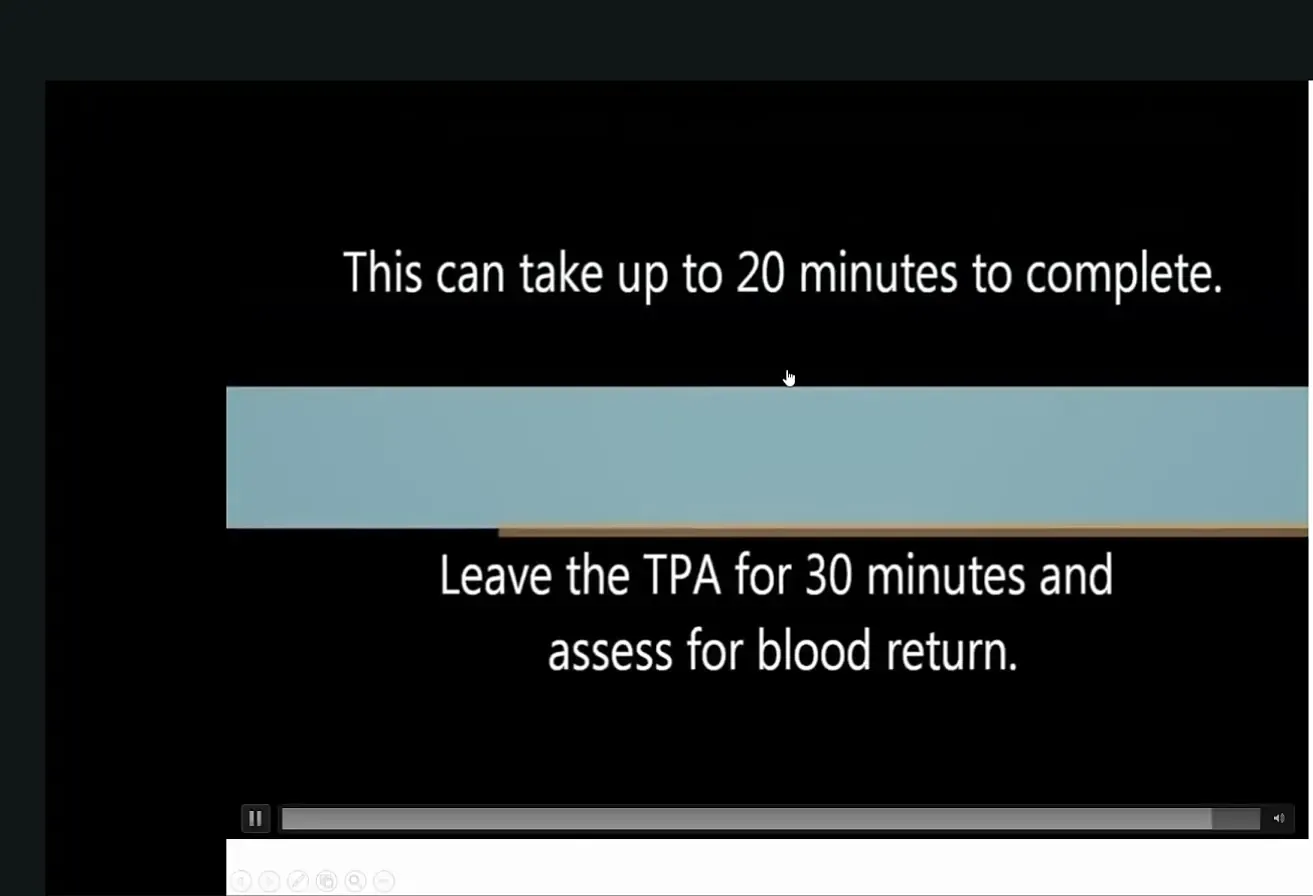 This can take up to 20 minutes to complete.
Leave the TPA for 30 minutes and
assess for blood return.